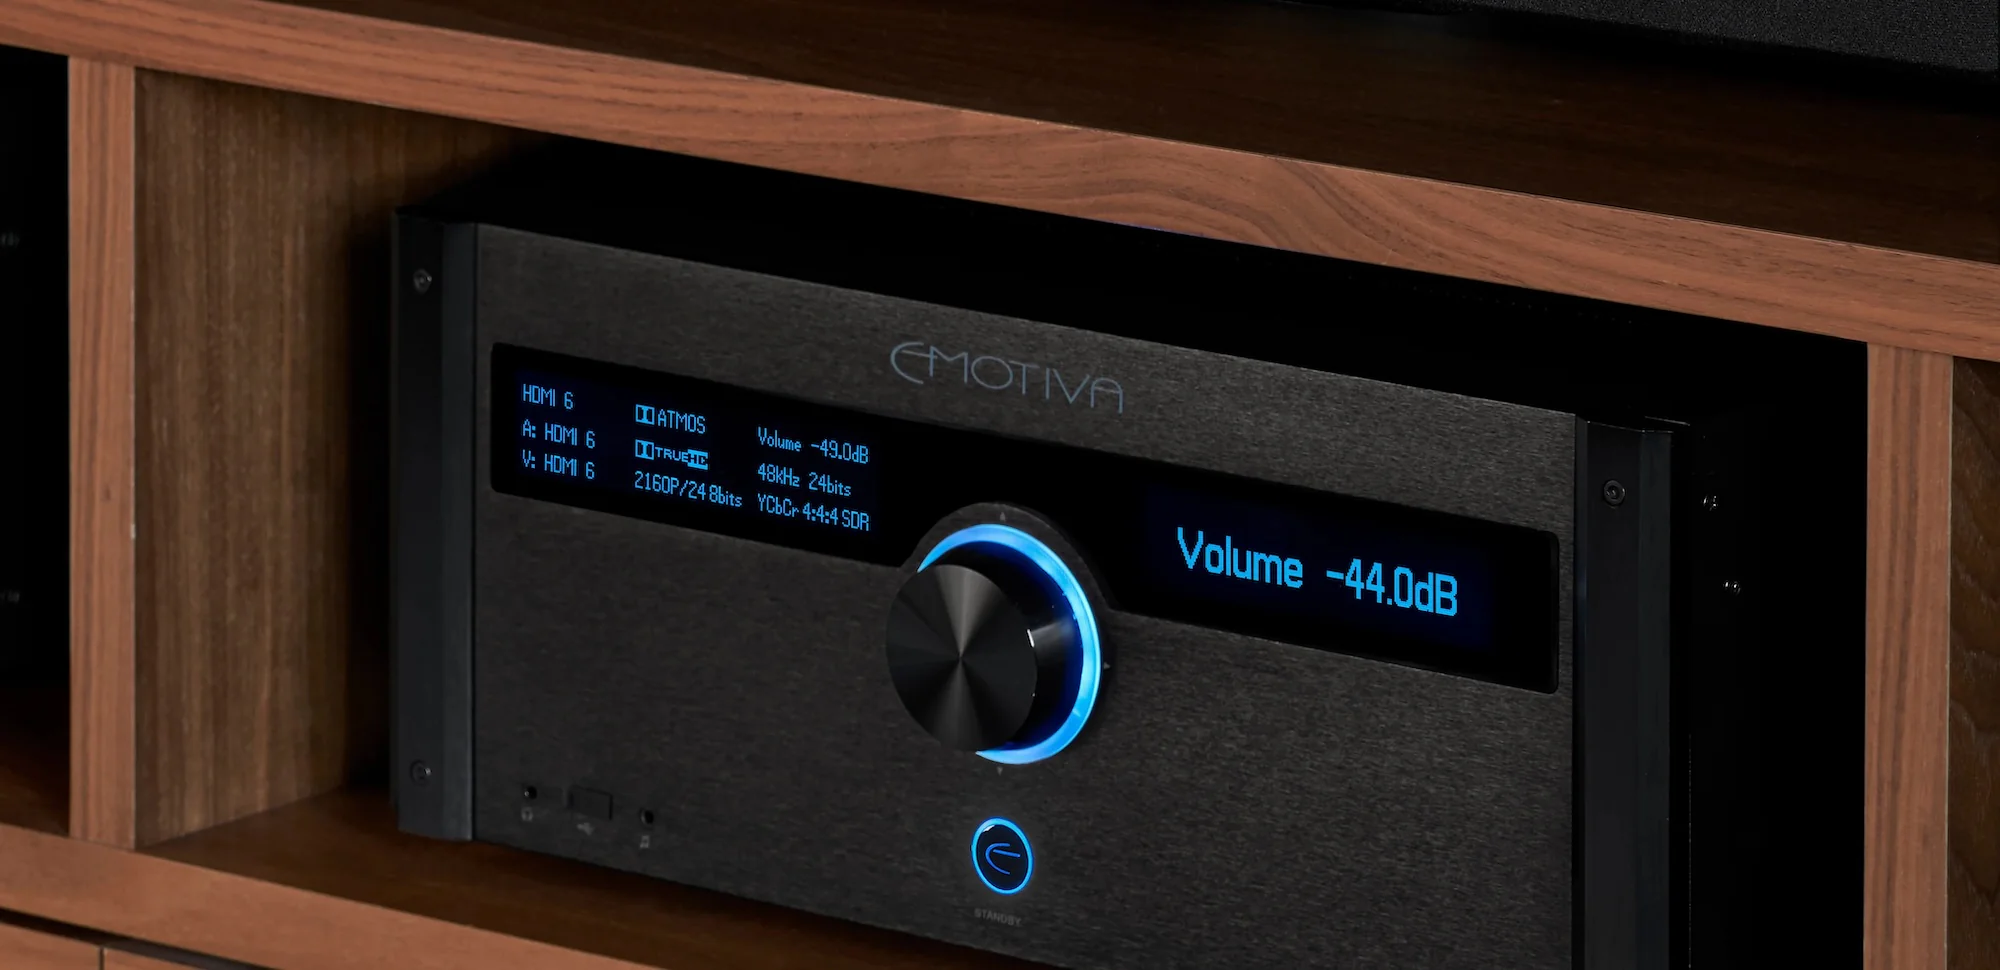 EMOTIVA
HDMI 6
A: HDMI 6
V: HDMI 6
ATMOS
TRUEHD
2160P/24 8bits
Volume -49.0dB
48kHz 24bits
YCbCr 4:4:4 SDR
Volume -44.0dB
STANDBY